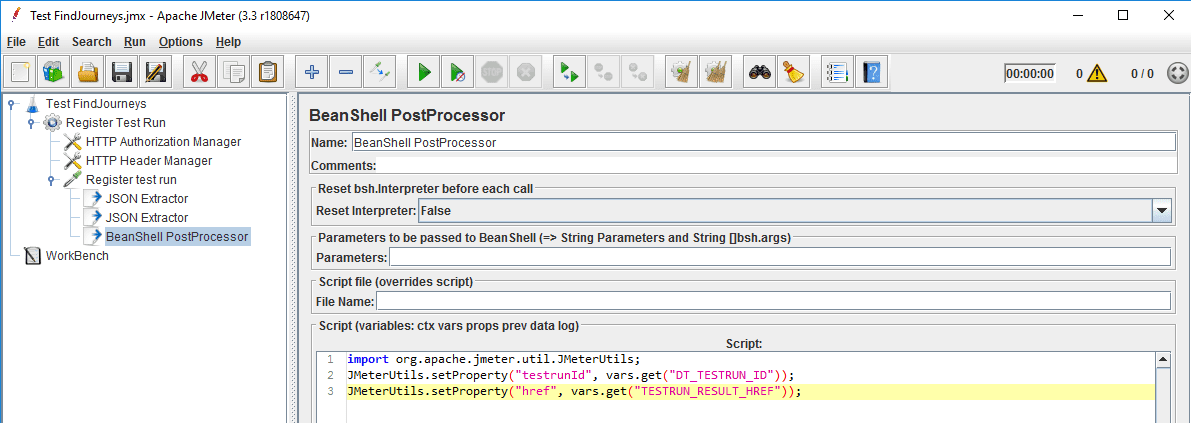 Test FindJourneys.jmx - Apache JMeter (3.3 r1808647)
File Edit Search Run Options Help
00:00:00 0 0 / 0
Test FindJourneys
Register Test Run
HTTP Authorization Manager
HTTP Header Manager
Register test run
JSON Extractor
JSON Extractor
BeanShell PostProcessor
WorkBench
BeanShell PostProcessor
Name: BeanShell PostProcessor
Comments:
Reset bsh.Interpreter before each call
Reset Interpreter: False
Parameters to be passed to BeanShell (=> String Parameters and String []bsh.args)
Parameters:
Script file (overrides script)
File Name:
Script (variables: ctx vars props prev data log)
Script:
1 import org.apache.jmeter.util.JMeterUtils;
2 JMeterUtils.setProperty("testrunId", vars.get("DT_TESTRUN_ID"));
3 JMeterUtils.setProperty("href", vars.get("TESTRUN_RESULT_HREF"));